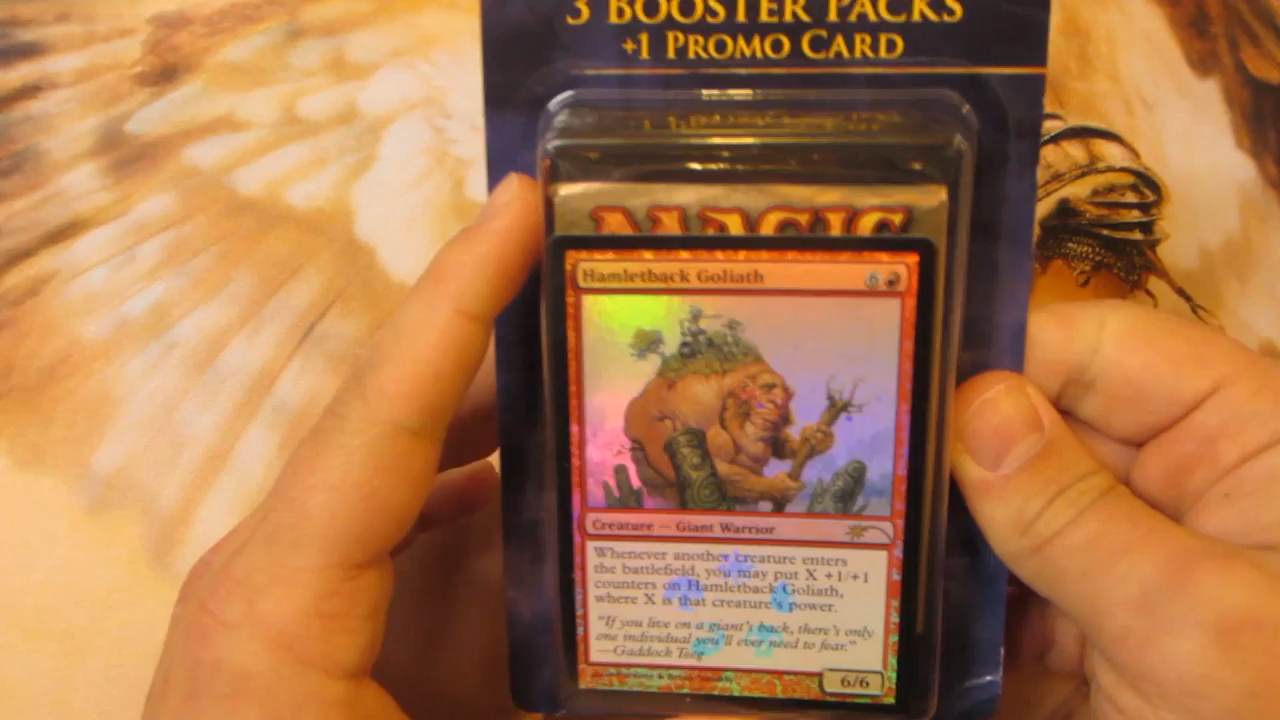 3 BOOSTER PACKS
+1 PROMO CARD
MAGIC
Hamletback Goliath
6
Creature — Giant Warrior
Whenever another creature enters
the battlefield, you may put X +1/+1
counters on Hamletback Goliath,
where X is that creature's power.
"If you live on a giant's back, there's only
one individual you'll ever need to fear."
—Gaddock Teeg
6/6